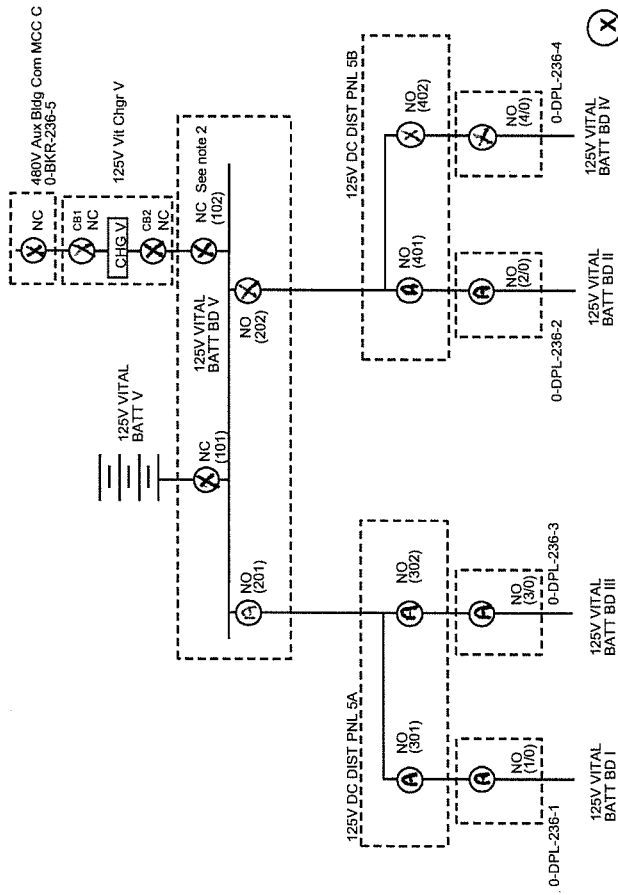 480V Aux Bldg Com MCC C
0-BKR-236-5
X
NC
125V Vit Chgr V
CB1
X
NC
CHG V
CB2
X
NC
125V VITAL
BATT V
X
NC
(101)
125V VITAL
BATT BD V
X
NC See note 2
(102)
A
NO
(201)
X
NO
(202)
125V DC DIST PNL 5A
A
NO
(301)
A
NO
(302)
125V DC DIST PNL 5B
A
NO
(401)
X
NO
(402)
A
NO
(1/0)
0-DPL-236-1
125V VITAL
BATT BD I
A
NO
(3/0)
0-DPL-236-3
125V VITAL
BATT BD III
A
NO
(2/0)
0-DPL-236-2
125V VITAL
BATT BD II
X
NO
(4/0)
0-DPL-236-4
125V VITAL
BATT BD IV
X